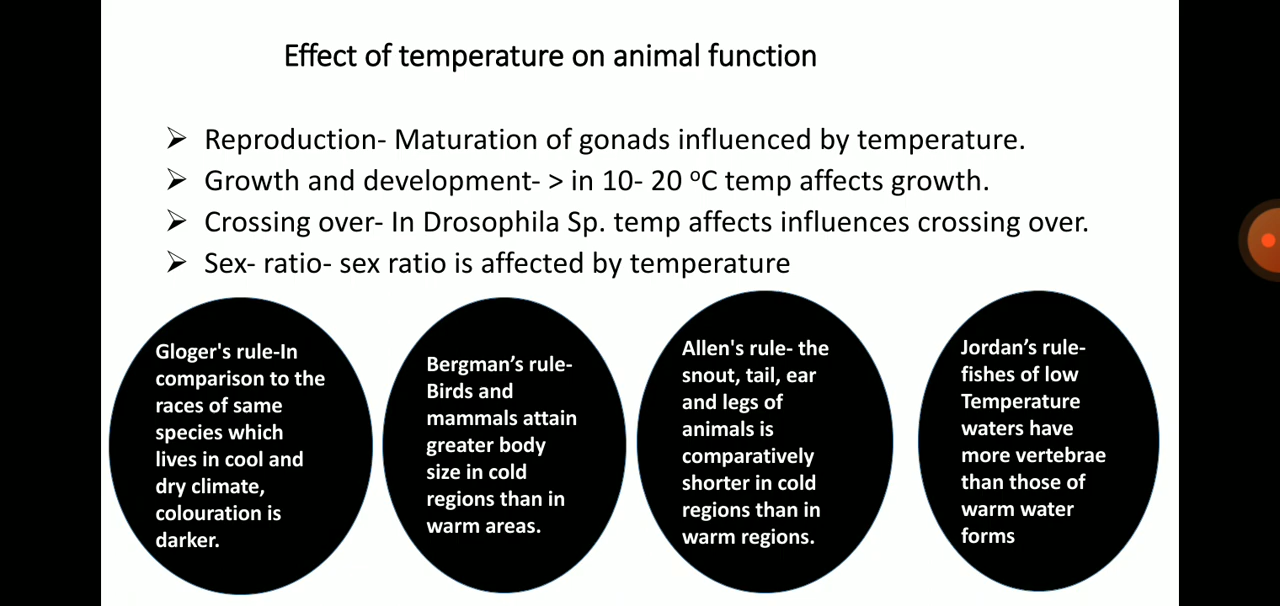 Effect of temperature on animal function
➢ Reproduction- Maturation of gonads influenced by temperature.
➢ Growth and development- > in 10- 20 ºC temp affects growth.
➢ Crossing over- In Drosophila Sp. temp affects influences crossing over.
➢ Sex- ratio- sex ratio is affected by temperature
Gloger's rule-In
comparison to the
races of same
species which
lives in cool and
dry climate,
colouration is
darker.
Bergman’s rule-
Birds and
mammals attain
greater body
size in cold
regions than in
warm areas.
Allen's rule- the
snout, tail, ear
and legs of
animals is
comparatively
shorter in cold
regions than in
warm regions.
Jordan’s rule-
fishes of low
Temperature
waters have
more vertebrae
than those of
warm water
forms